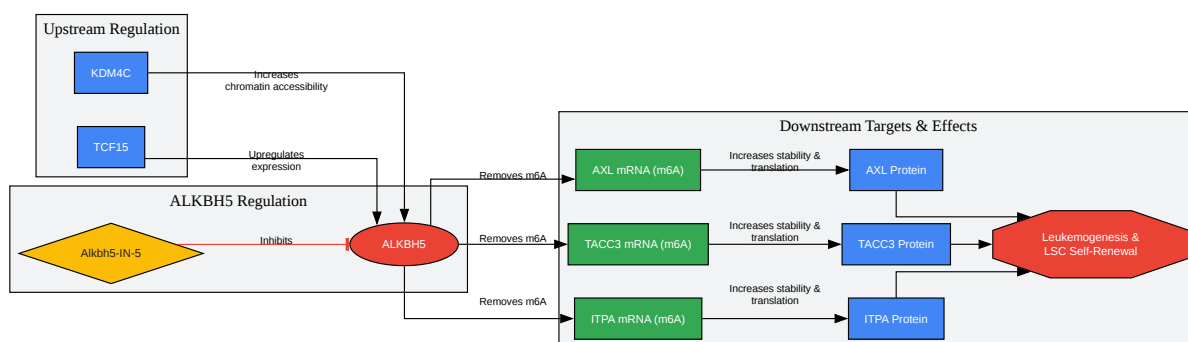 Upstream Regulation
KDM4C
Increases
chromatin accessibility
TCF15
Upregulates
expression
ALKBH5 Regulation
Alkbh5-IN-5
Inhibits
ALKBH5
Removes m6A
Removes m6A
Removes m6A
Downstream Targets & Effects
AXL mRNA (m6A)
Increases stability &
translation
AXL Protein
TACC3 mRNA (m6A)
Increases stability &
translation
TACC3 Protein
ITPA mRNA (m6A)
Increases stability &
translation
ITPA Protein
Leukemogenesis &
LSC Self-Renewal